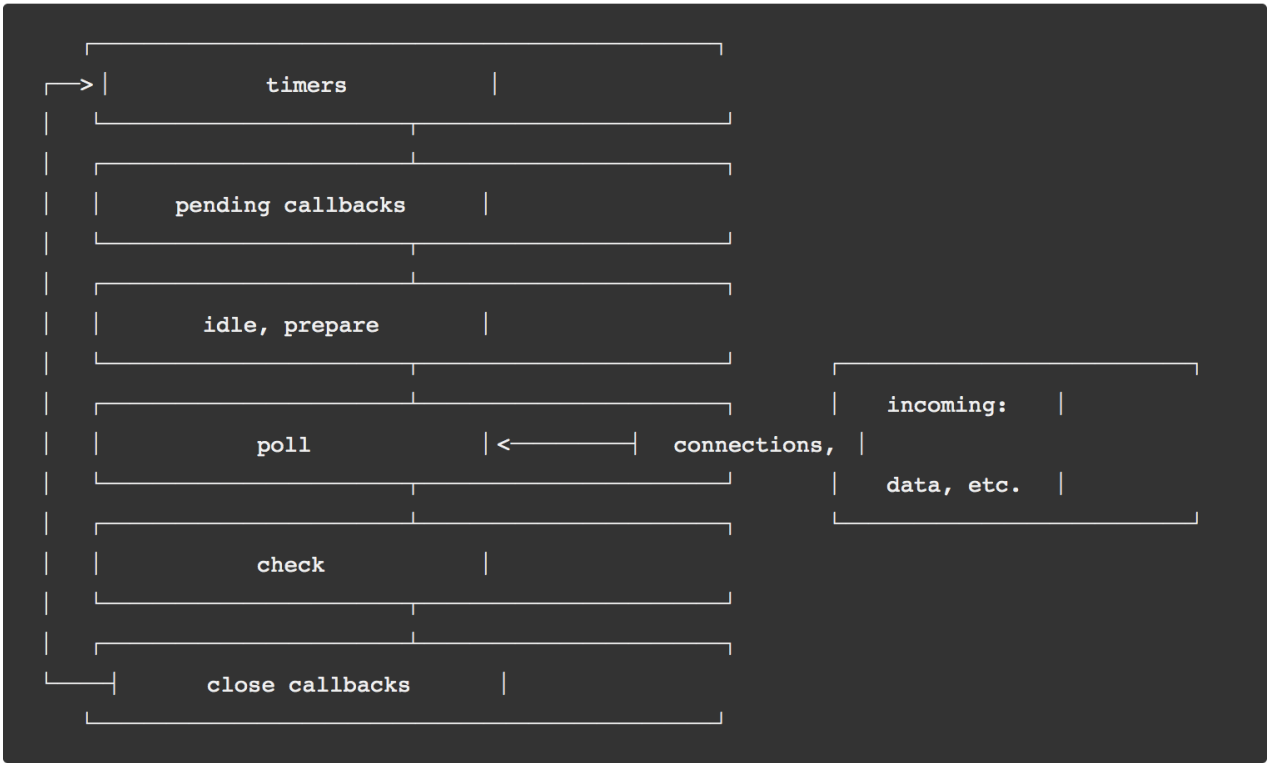 timers
pending callbacks
idle, prepare
incoming:
poll
connections,
data, etc.
check
close callbacks